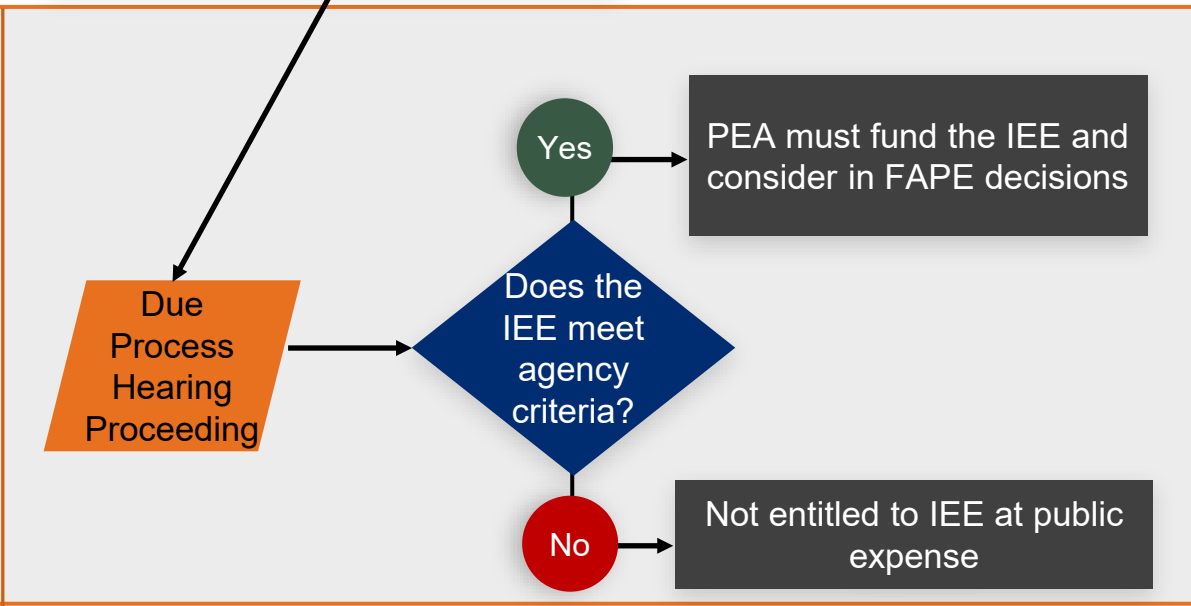 Yes
PEA must fund the IEE and
consider in FAPE decisions
Due
Process
Hearing
Proceeding
Does the
IEE meet
agency
criteria?
No
Not entitled to IEE at public
expense